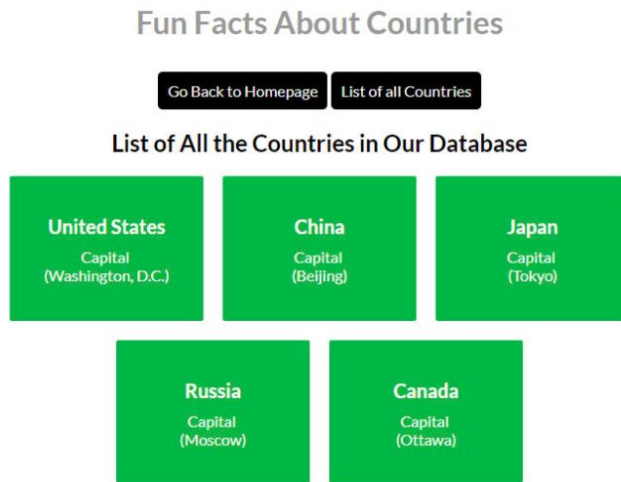 Fun Facts About Countries
Go Back to Homepage
List of all Countries
List of All the Countries in Our Database
United States
Capital
(Washington, D.C.)
China
Capital
(Beijing)
Japan
Capital
(Tokyo)
Russia
Capital
(Moscow)
Canada
Capital
(Ottawa)